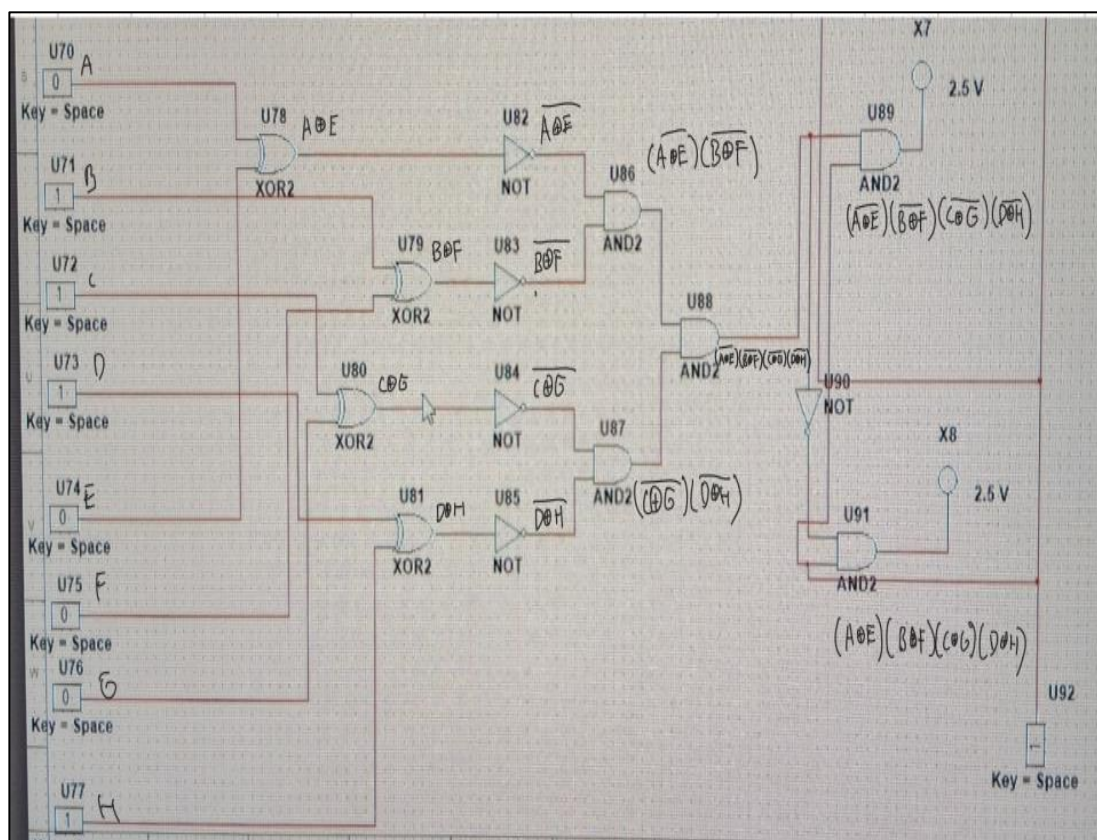 X7
U70
A
0
2.5 V
Key = Space
U78
A⊕E
U82
A̅⊕̅E̅
U89
(A̅⊕̅E̅)(B̅⊕̅F̅)
U71
B
XOR2
NOT
U86
AND2
1
Key = Space
(A̅⊕̅E̅)(B̅⊕̅F̅)(C̅⊕̅G̅)(D̅⊕̅H̅)
U79
B⊕F
U83
B̅⊕̅F̅
AND2
U72
C
1
Key = Space
XOR2
NOT
U88
U73
D
U80
C⊕G
U84
C̅⊕̅G̅
AND2
(A̅⊕̅E̅)(B̅⊕̅F̅)(C̅⊕̅G̅)(D̅⊕̅H̅)
U90
NOT
1
Key = Space
XOR2
NOT
U87
X8
U74
E
U81
D⊕H
U85
D̅⊕̅H̅
AND2
(C̅⊕̅G̅)(D̅⊕̅H̅)
2.5 V
0
Key = Space
XOR2
NOT
U91
U75
F
AND2
0
Key = Space
(A⊕E)(B⊕F)(C⊕G)(D⊕H)
U76
G
0
Key = Space
U92
1
Key = Space
U77
H
1